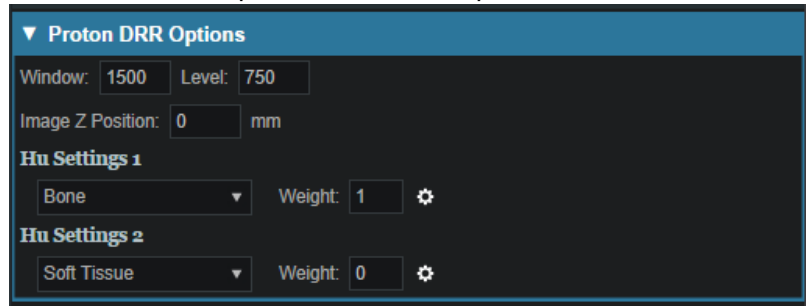 ▼ Proton DRR Options
Window: 1500 Level: 750
Image Z Position: 0 mm
Hu Settings 1
Bone ▼ Weight: 1
Hu Settings 2
Soft Tissue ▼ Weight: 0